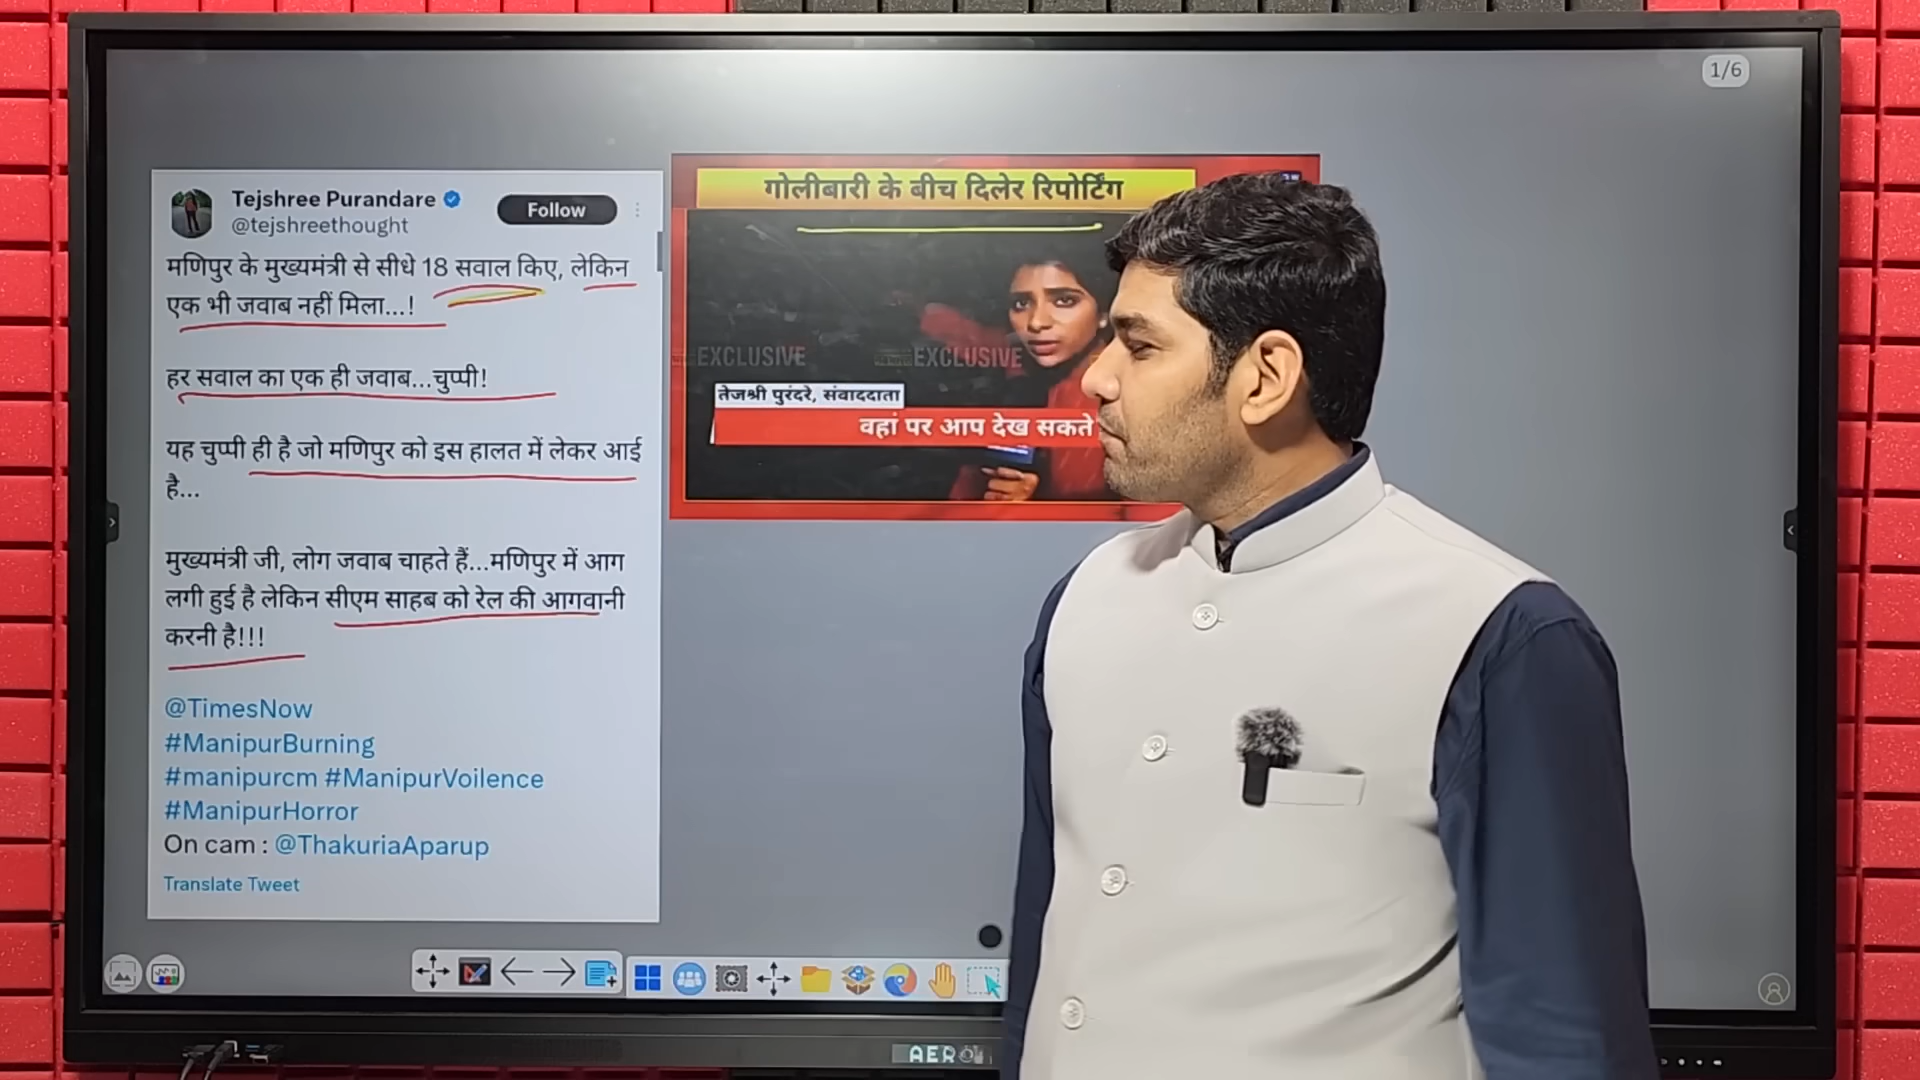 1/6
Tejshree Purandare
@tejshreethought
Follow
मणिपुर के मुख्यमंत्री से सीधे 18 सवाल किए, लेकिन
एक भी जवाब नहीं मिला...!
हर सवाल का एक ही जवाब...चुप्पी!
यह चुप्पी ही है जो मणिपुर को इस हालत में लेकर आई
है...
मुख्यमंत्री जी, लोग जवाब चाहते हैं...मणिपुर में आग
लगी हुई है लेकिन सीएम साहब को रेल की आगवानी
करनी है!!!
@TimesNow
#ManipurBurning
#manipurcm #ManipurVoilence
#ManipurHorror
On cam : @ThakuriaAparup
Translate Tweet
गोलीबारी के बीच दिलेर रिपोर्टिंग
EXCLUSIVE
EXCLUSIVE
तेजश्री पुरंदरे, संवाददाता
वहां पर आप देख सकते